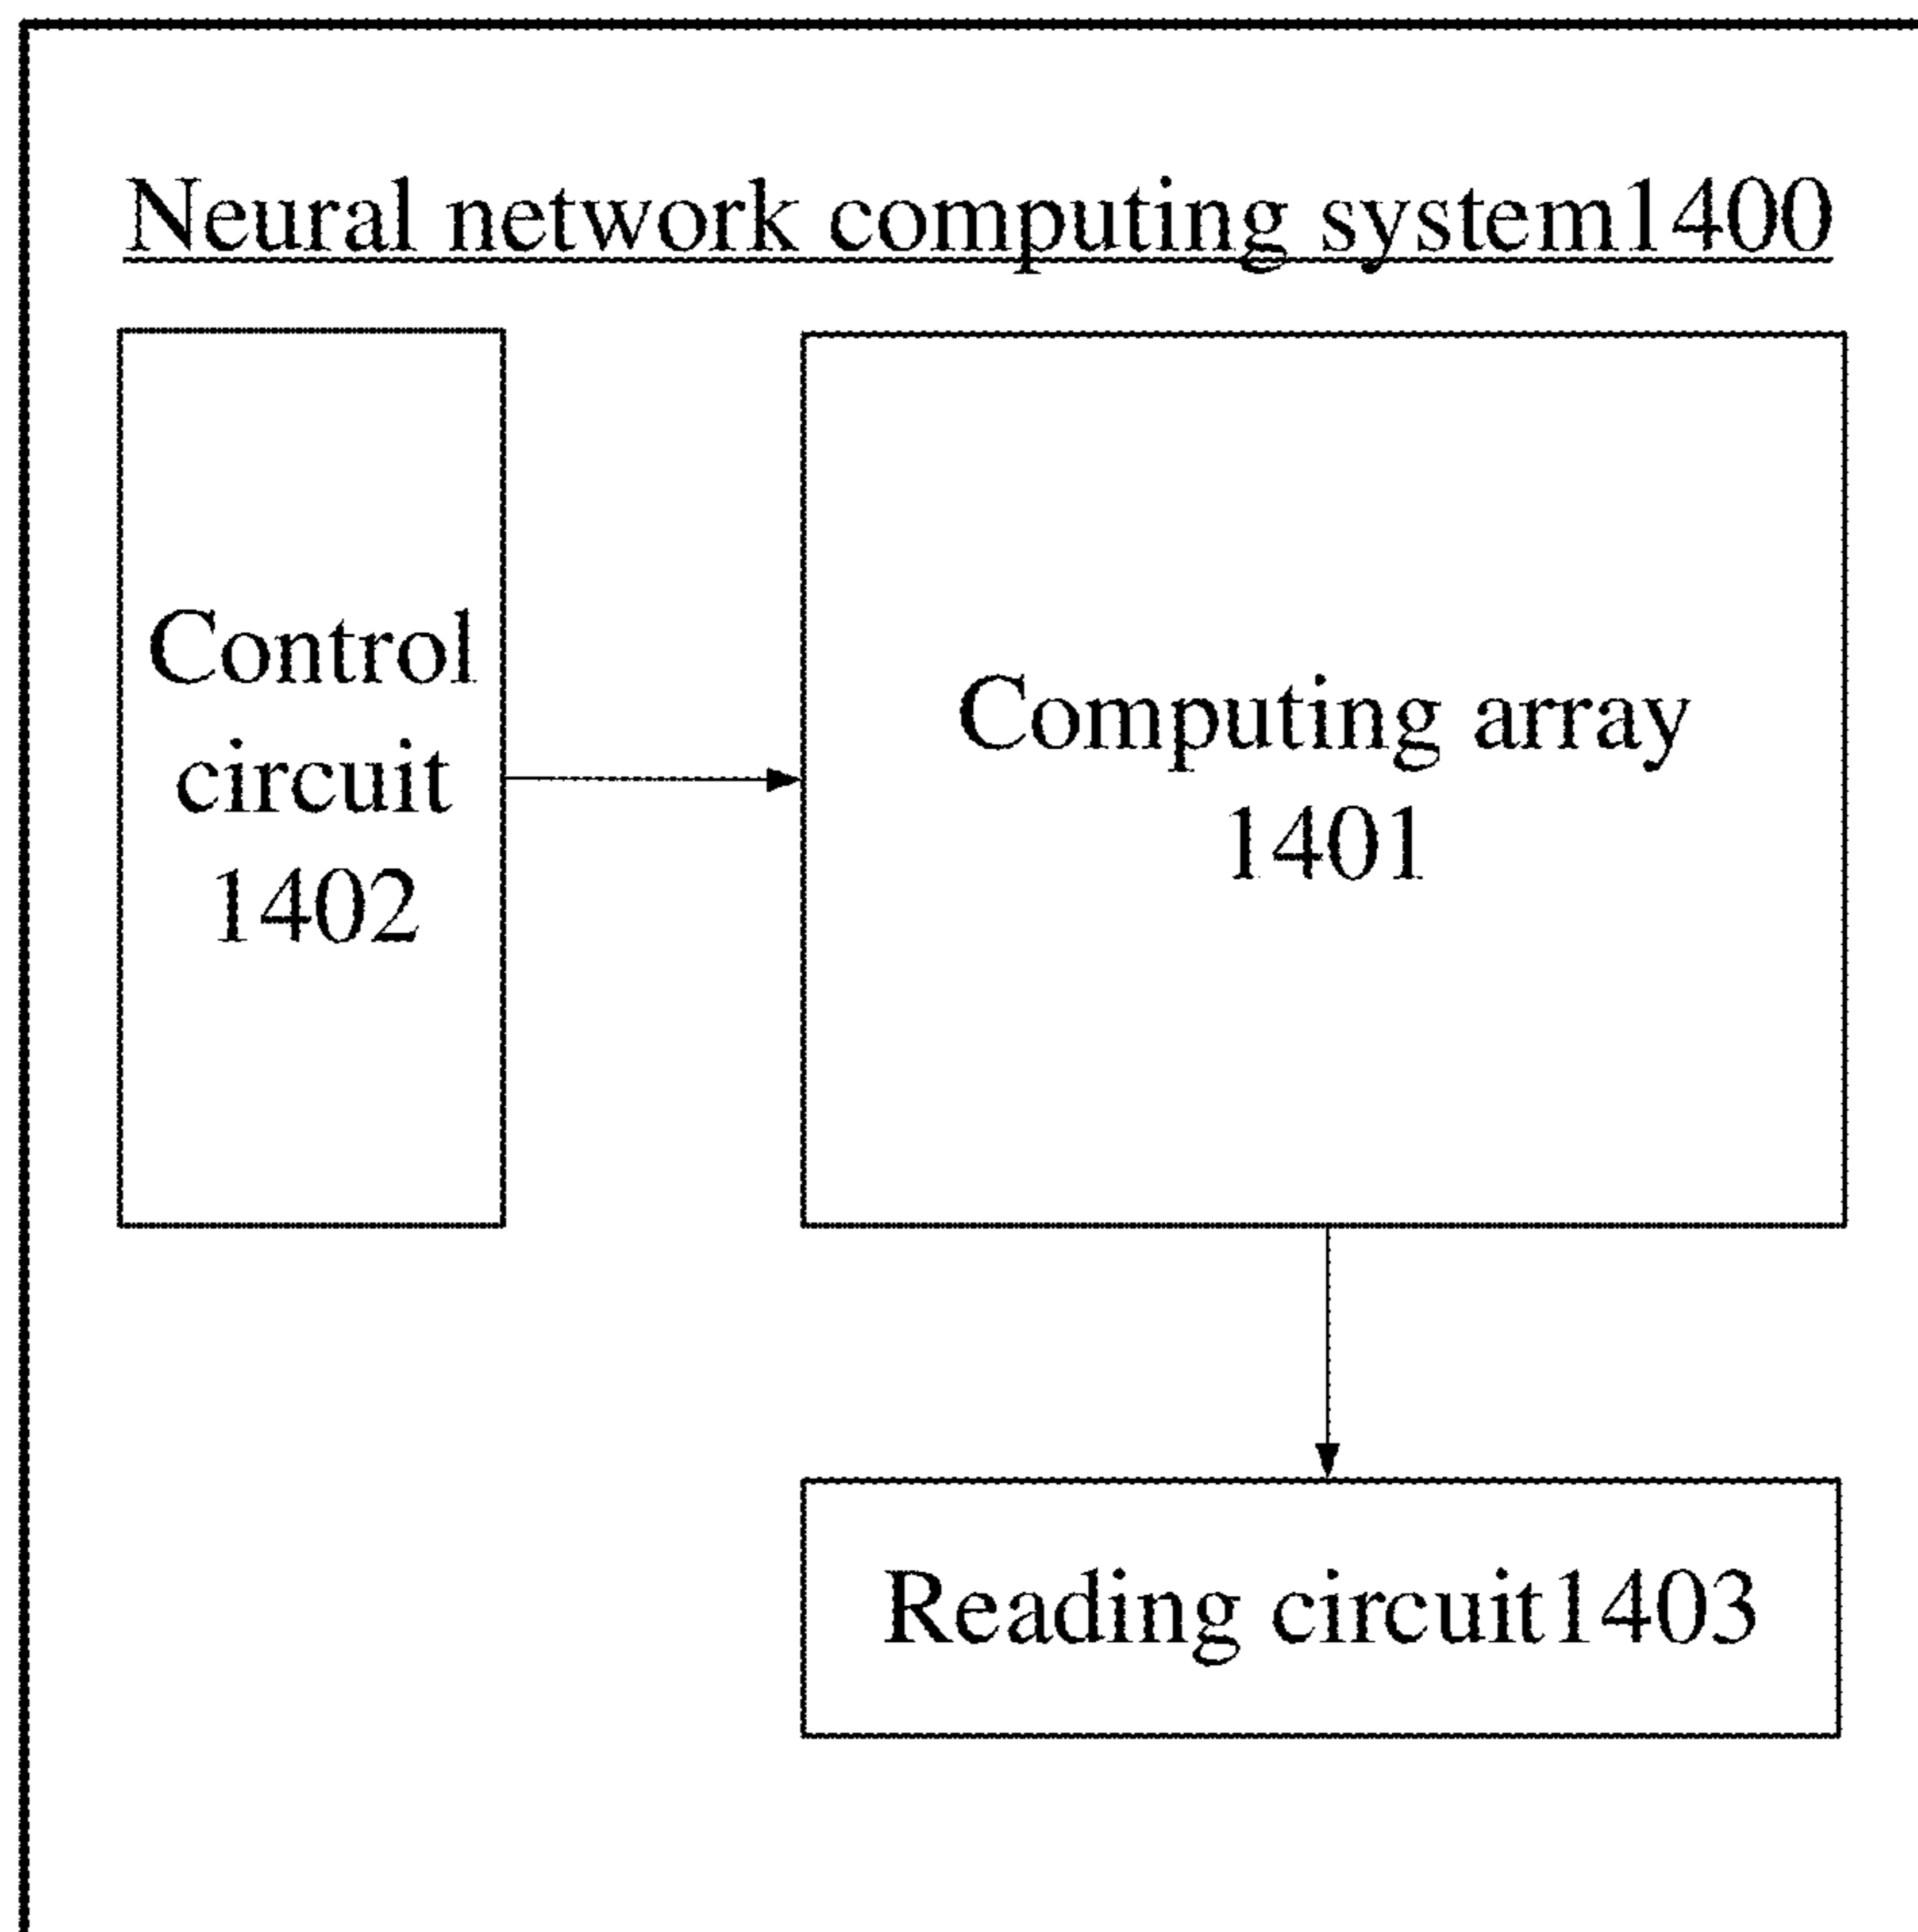 Neural network computing system1400
Control
circuit
1402
Computing array
1401
Reading circuit1403